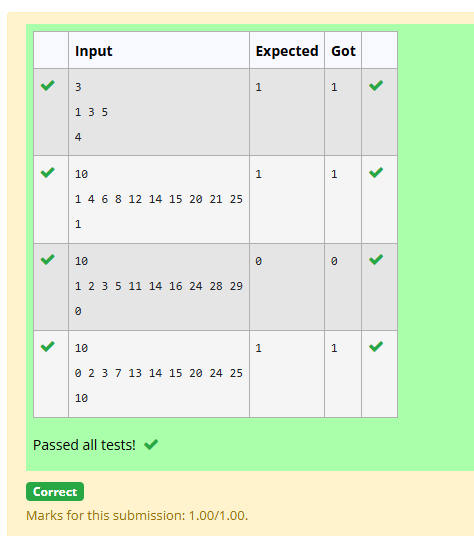 Input Expected Got
3 1 1
1 3 5
4
10 1 1
1 4 6 8 12 14 15 20 21 25
1
10 0 0
1 2 3 5 11 14 16 24 28 29
0
10 1 1
0 2 3 7 13 14 15 20 24 25
10
Passed all tests!
Correct
Marks for this submission: 1.00/1.00.